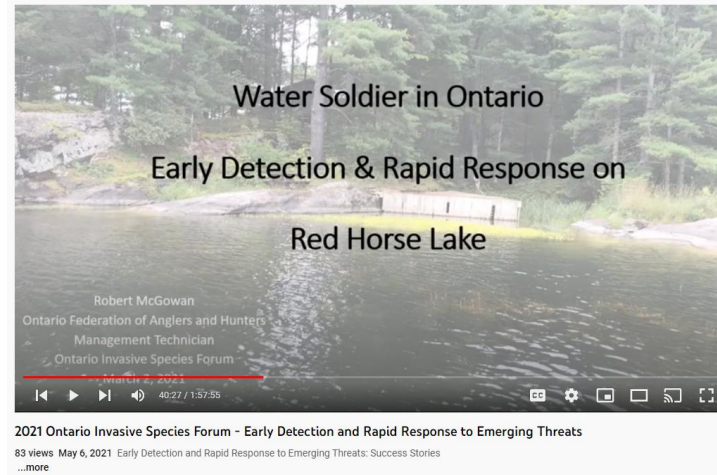 Water Soldier in Ontario
Early Detection & Rapid Response on
Red Horse Lake
Robert McGowan
Ontario Federation of Anglers and Hunters
Management Technician
Ontario Invasive Species Forum
March 2, 2021
40:27 / 1:57:55
CC
2021 Ontario Invasive Species Forum - Early Detection and Rapid Response to Emerging Threats
83 views May 6, 2021 Early Detection and Rapid Response to Emerging Threats: Success Stories
...more